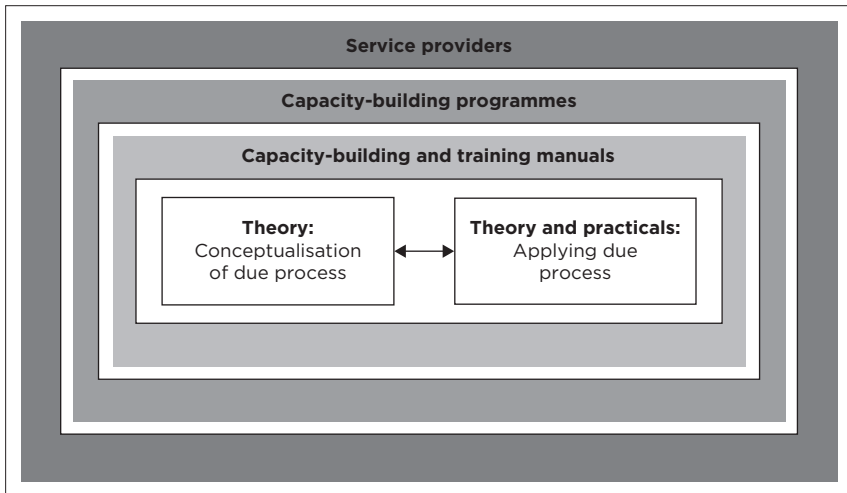 Service providers
Capacity-building programmes
Capacity-building and training manuals
Theory:
Conceptualisation
of due process
Theory and practicals:
Applying due
process